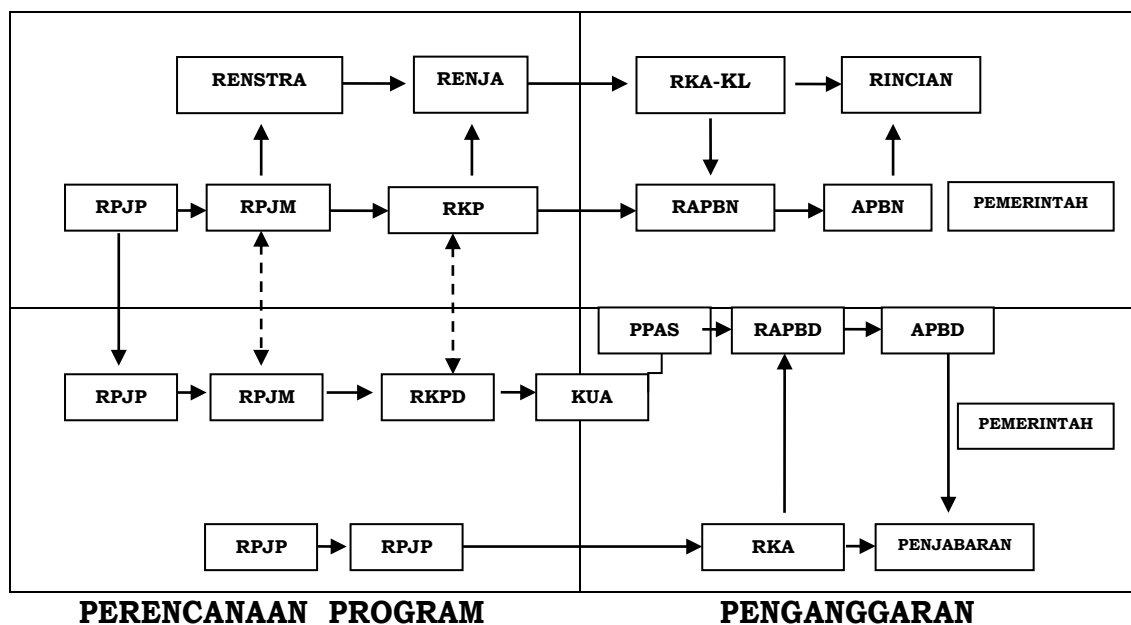 RENSTRA
RENJA
RKA-KL
RINCIAN
RPJP
RPJM
RKP
RAPBN
APBN
PEMERINTAH
PPAS
RAPBD
APBD
RPJP
RPJM
RKPD
KUA
PEMERINTAH
RPJP
RPJP
RKA
PENJABARAN
PERENCANAAN PROGRAM
PENGANGGARAN